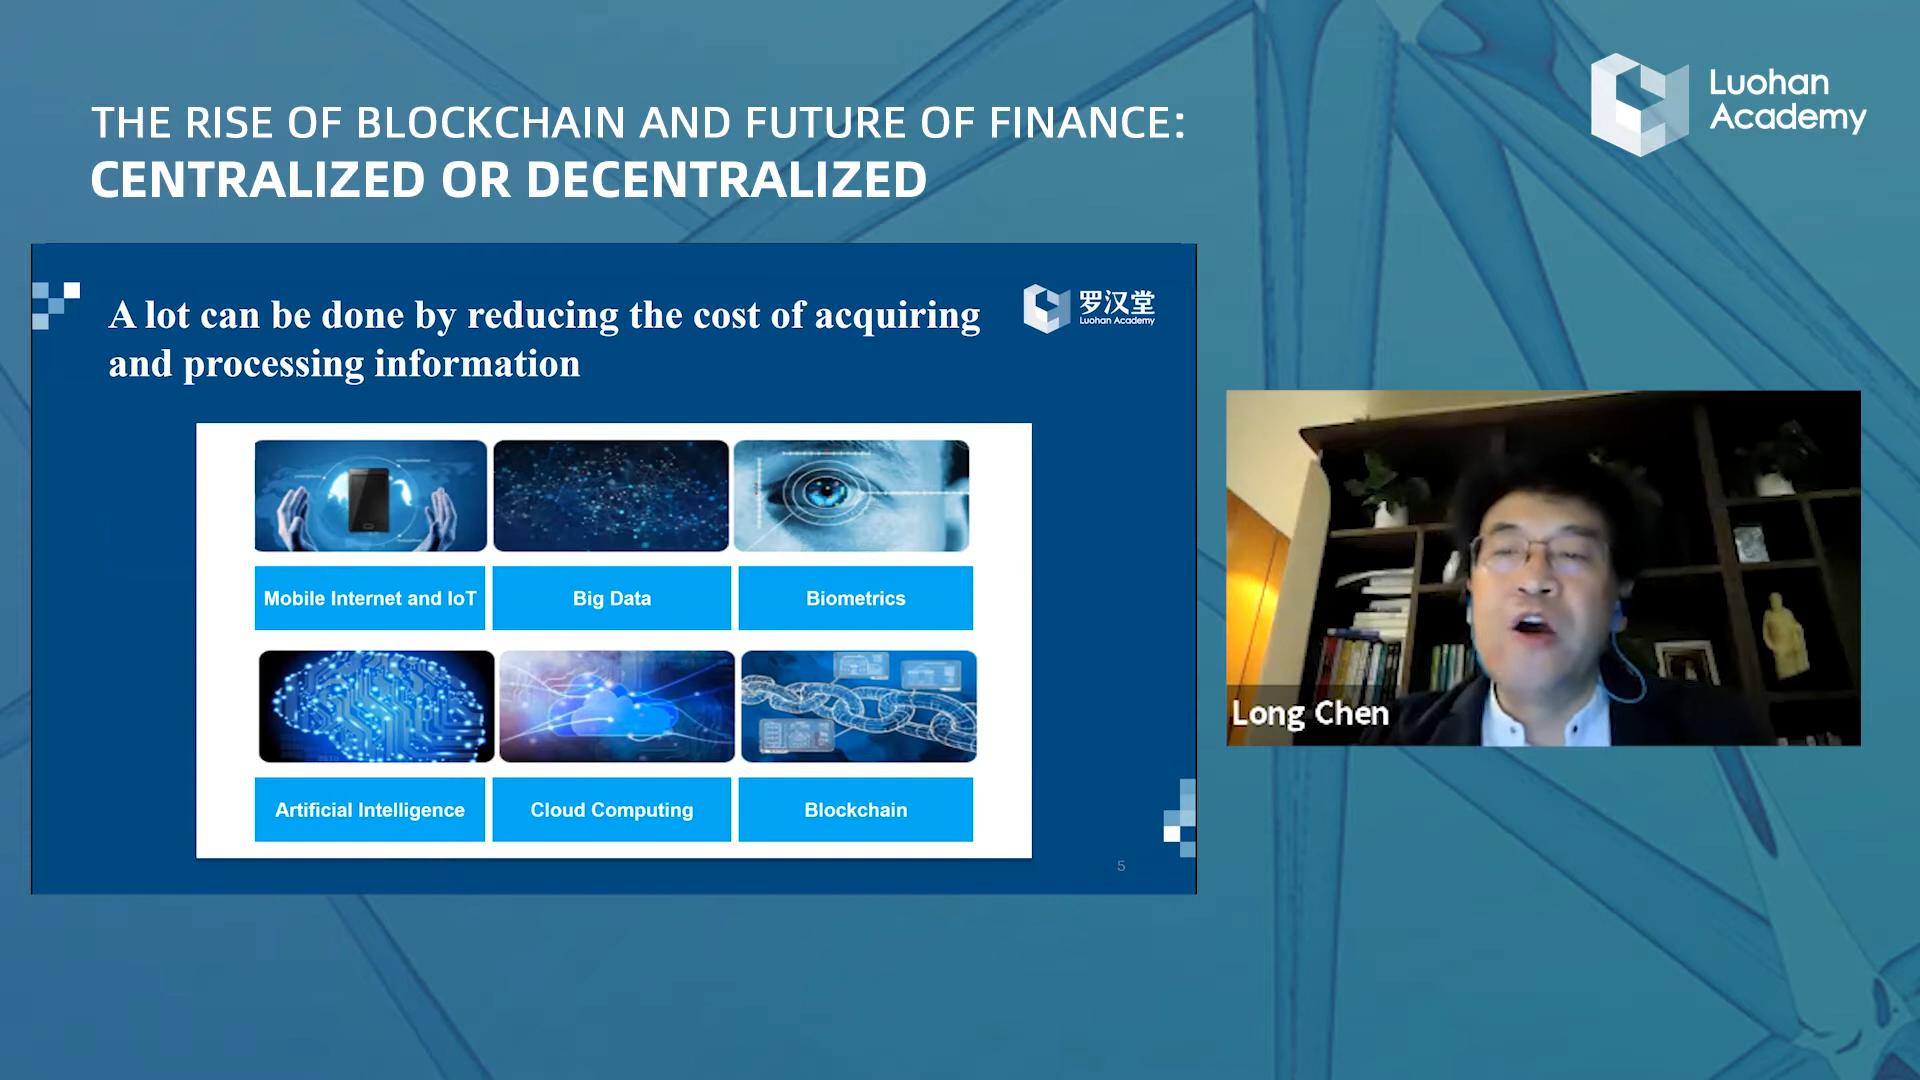 THE RISE OF BLOCKCHAIN AND FUTURE OF FINANCE:
CENTRALIZED OR DECENTRALIZED
Luohan
Academy
A lot can be done by reducing the cost of acquiring
and processing information
罗汉堂
Luohan Academy
Mobile Internet and IoT
Big Data
Biometrics
Artificial Intelligence
Cloud Computing
Blockchain
5
Long Chen